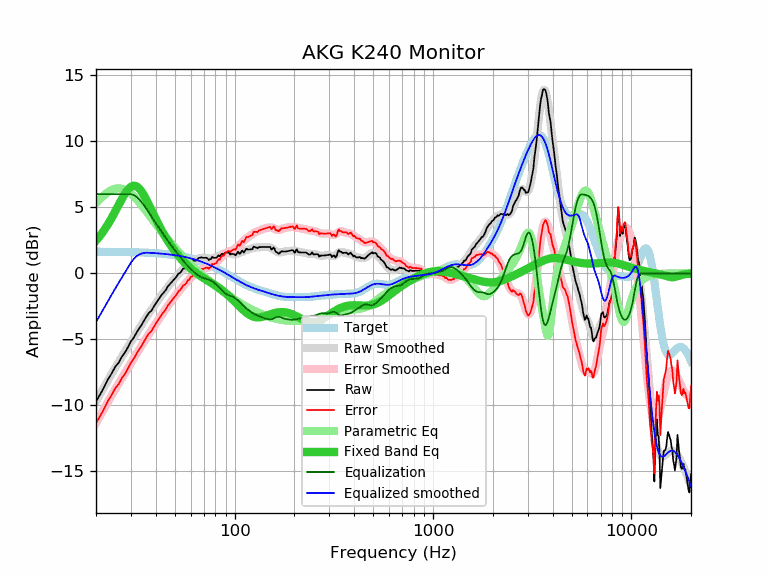 AKG K240 Monitor
15
10
5
0
−5
−10
−15
Amplitude (dBr)
Target
Raw Smoothed
Error Smoothed
Raw
Error
Parametric Eq
Fixed Band Eq
Equalization
Equalized smoothed
100
1000
10000
Frequency (Hz)